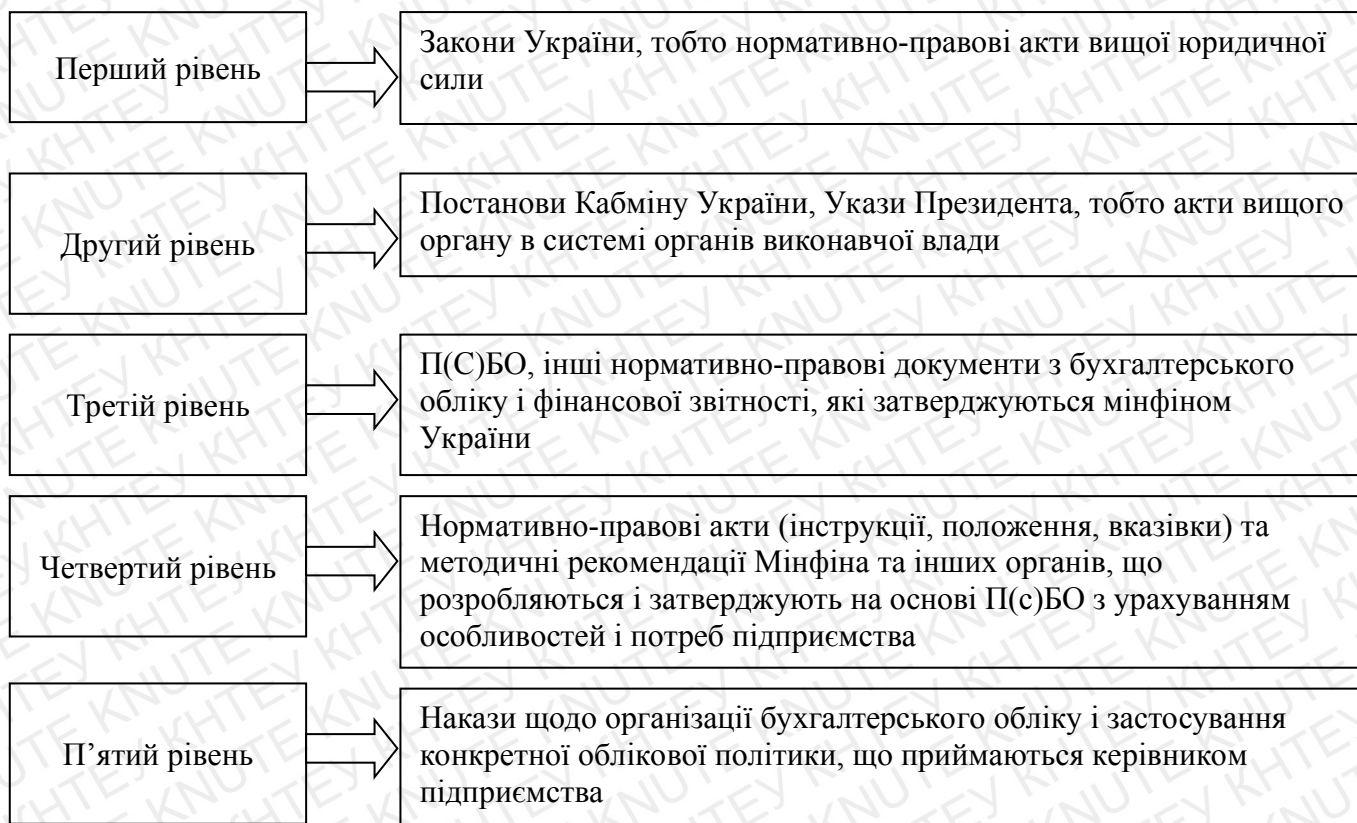 Перший рівень
Закони України, тобто нормативно-правові акти вищої юридичної
сили
Другий рівень
Постанови Кабміну України, Укази Президента, тобто акти вищого
органу в системі органів виконавчої влади
Третій рівень
П(С)БО, інші нормативно-правові документи з бухгалтерського
обліку і фінансової звітності, які затверджуються мінфіном
України
Четвертий рівень
Нормативно-правові акти (інструкції, положення, вказівки) та
методичні рекомендації Мінфіна та інших органів, що
розробляються і затверджують на основі П(с)БО з урахуванням
особливостей і потреб підприємства
П’ятий рівень
Накази щодо організації бухгалтерського обліку і застосування
конкретної облікової політики, що приймаються керівником
підприємства